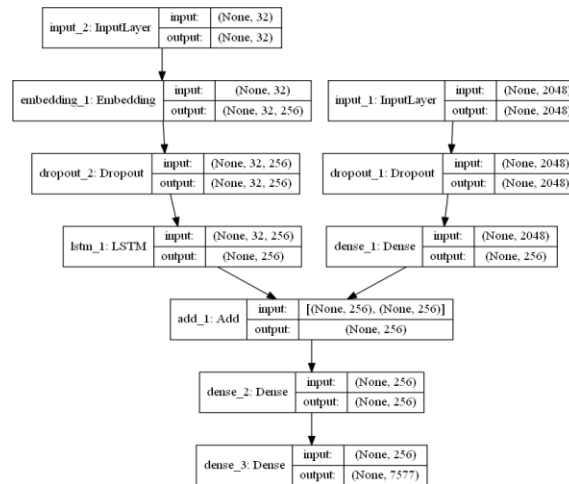 input_2: InputLayer input: (None, 32)
output: (None, 32)
embedding_1: Embedding input: (None, 32)
output: (None, 32, 256)
input_1: InputLayer input: (None, 2048)
output: (None, 2048)
dropout_2: Dropout input: (None, 32, 256)
output: (None, 32, 256)
dropout_1: Dropout input: (None, 2048)
output: (None, 2048)
lstm_1: LSTM input: (None, 32, 256)
output: (None, 256)
dense_1: Dense input: (None, 2048)
output: (None, 256)
add_1: Add input: [(None, 256), (None, 256)]
output: (None, 256)
dense_2: Dense input: (None, 256)
output: (None, 256)
dense_3: Dense input: (None, 256)
output: (None, 7577)